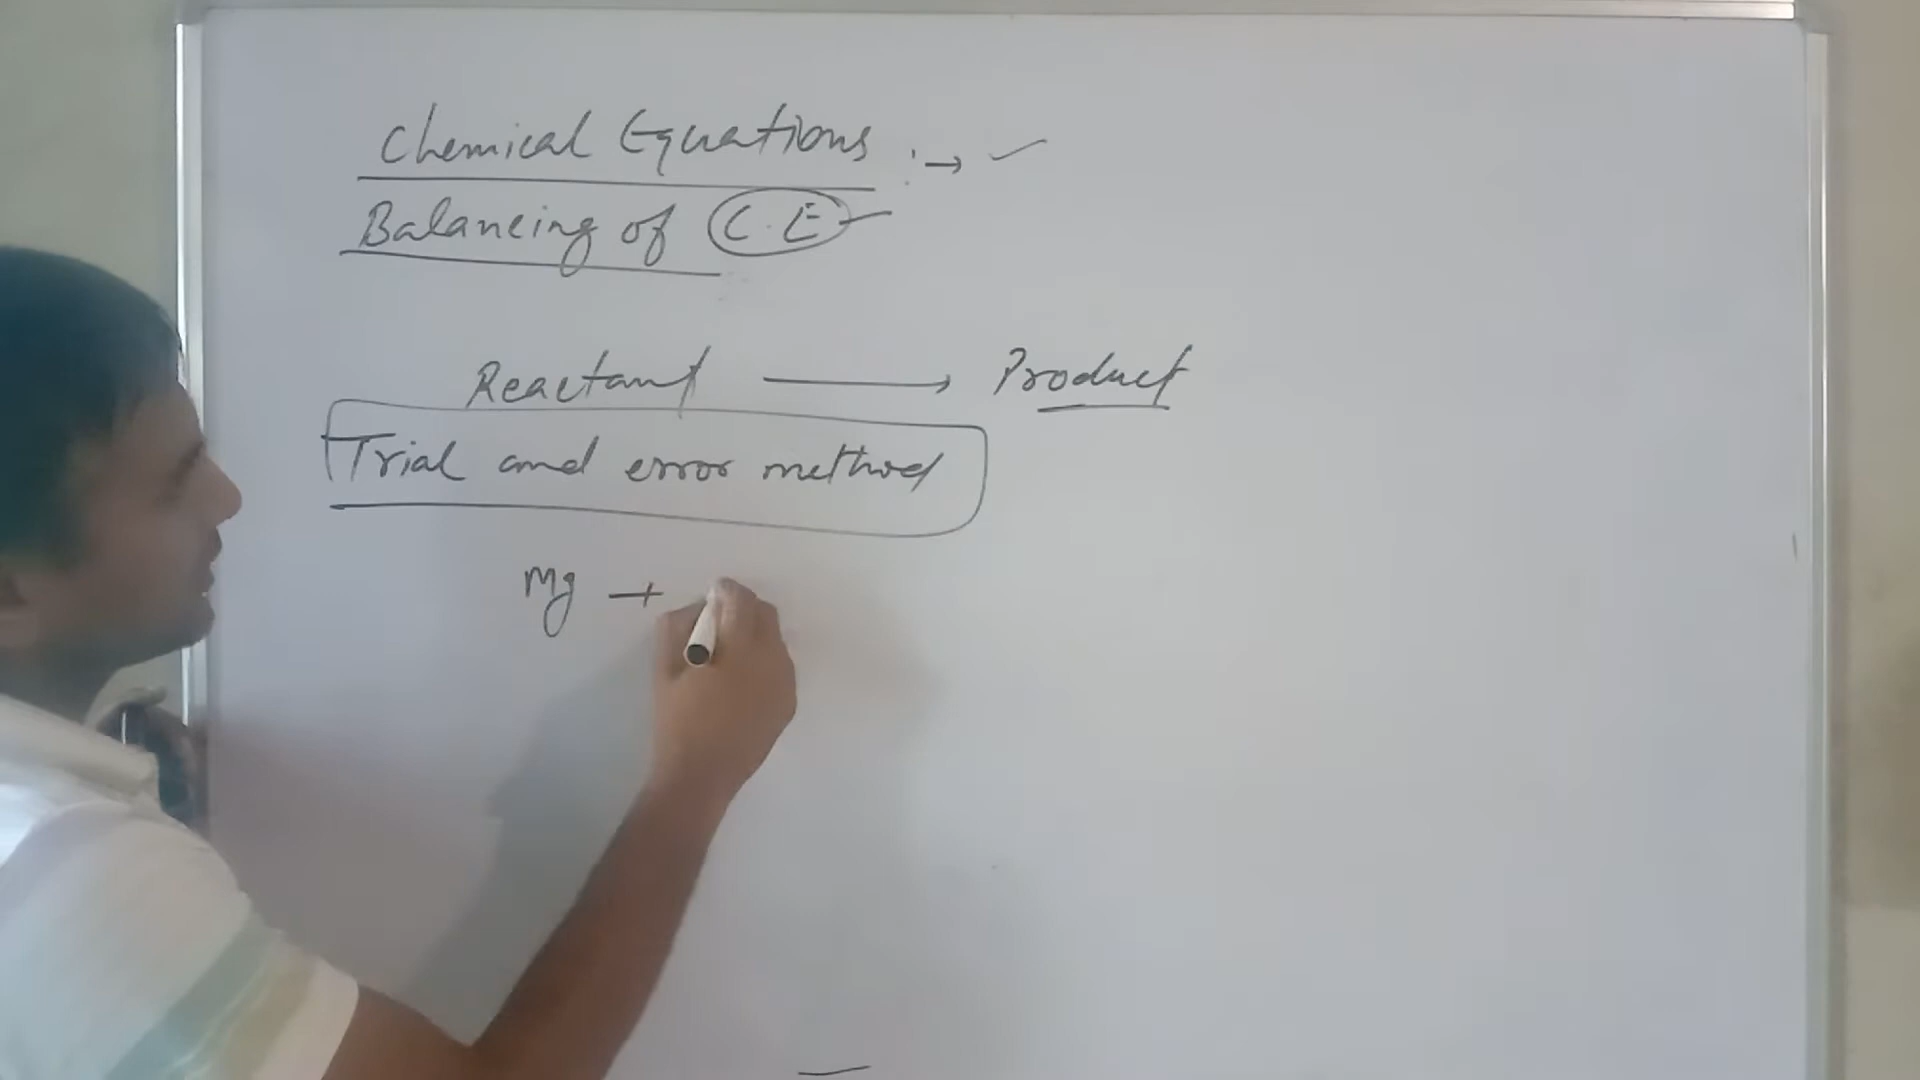 Chemical Equations :→ ✓
Balancing of C.E
Reactant → Product
Trial and error method
Mg +